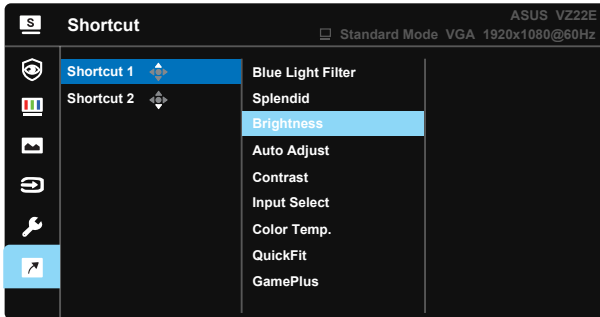 S
ASUS VZ22E
Shortcut
Standard Mode VGA 1920x1080@60Hz
Shortcut 1
Shortcut 2
Blue Light Filter
Splendid
Brightness
Auto Adjust
Contrast
Input Select
Color Temp.
QuickFit
GamePlus